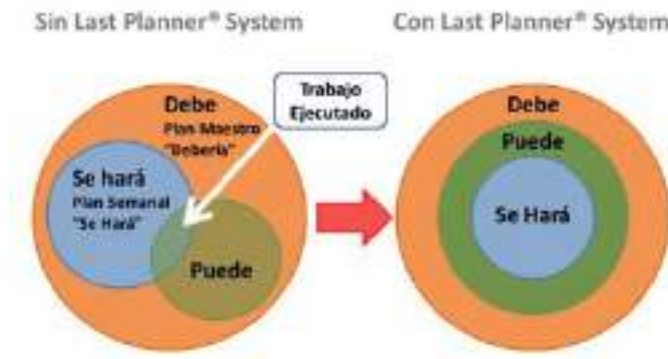 Sin Last Planner® System
Con Last Planner® System
Debe
Plan Maestro
"Debería"
Trabajo
Ejecutado
Se hará
Plan Semanal
"Se Hará"
Puede
Debe
Puede
Se Hará